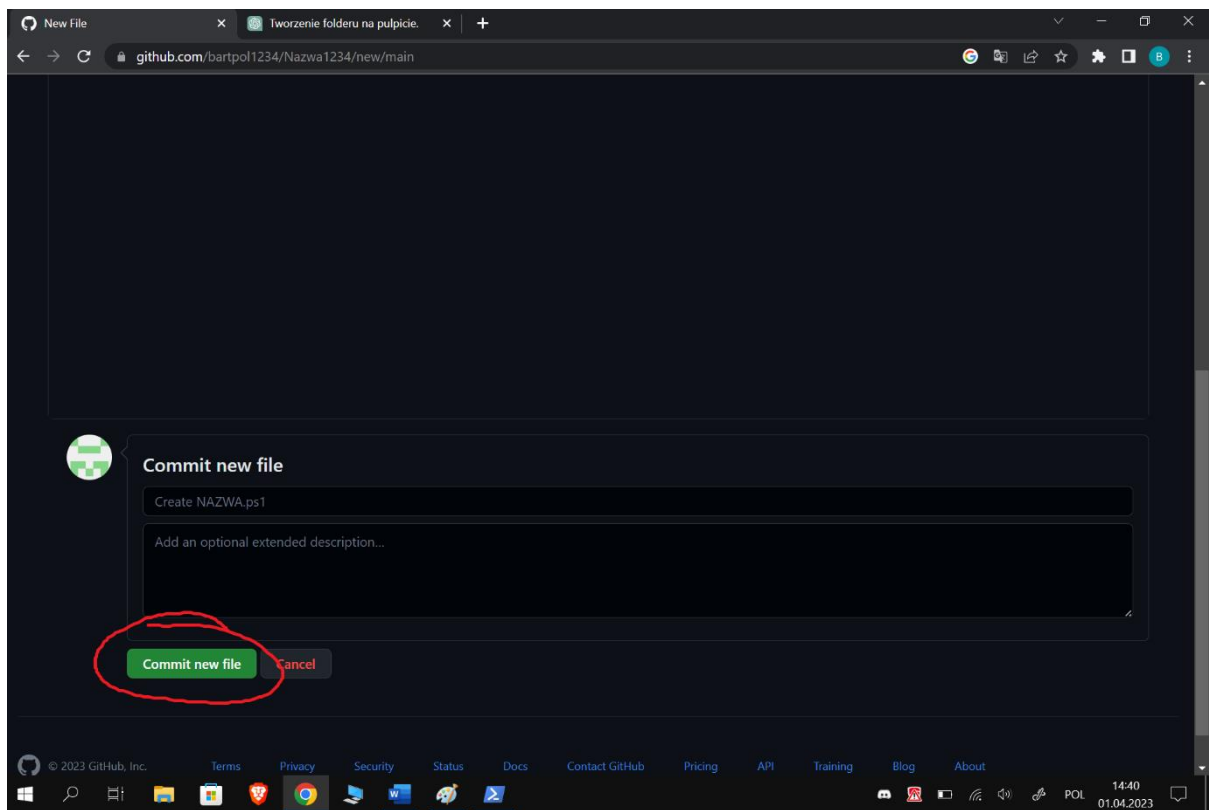 New File
Tworzenie folderu na pulpicie.
github.com/bartpol1234/Nazwa1234/new/main
B
Commit new file
Create NAZWA.ps1
Add an optional extended description...
Commit new file Cancel
© 2023 GitHub, Inc. Terms Privacy Security Status Docs Contact GitHub Pricing API Training Blog About
POL 14:40
01.04.2023